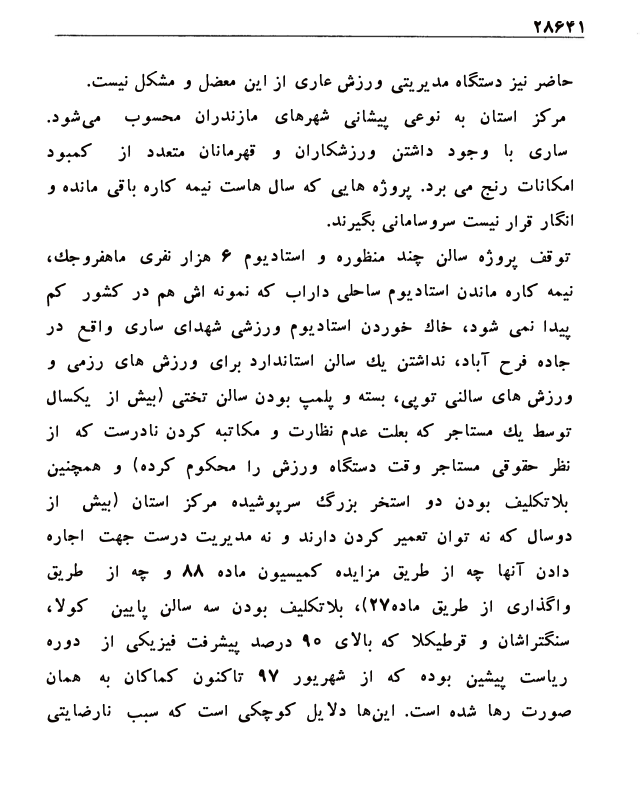 ۲۸۶۴۱
حاضر نیز دستگاه مدیریتی ورزش عاری از این معضل و مشکل نیست.
مرکز استان به نوعی پیشانی شهرهای مازندران محسوب می‌شود.
ساری با وجود داشتن ورزشکاران و قهرمانان متعدد از کمبود
امکانات رنج می برد. پروژه هایی که سال هاست نیمه کاره باقی مانده و
انگار قرار نیست سروسامانی بگیرند.
توقف پروژه سالن چند منظوره و استادیوم ۶ هزار نفری ماهفروجك،
نیمه کاره ماندن استادیوم ساحلی داراب که نمونه اش هم در کشور کم
پیدا نمی شود، خاك خوردن استادیوم ورزشی شهدای ساری واقع در
جاده فرح آباد، نداشتن يك سالن استاندارد برای ورزش های رزمی و
ورزش های سالنی توپی، بسته و پلمپ بودن سالن تختی (بیش از یکسال
توسط يك مستاجر که بعلت عدم نظارت و مکاتبه کردن نادرست که از
نظر حقوقی مستاجر وقت دستگاه ورزش را محکوم کرده) و همچنین
بلاتکلیف بودن دو استخر بزرگ سرپوشیده مرکز استان (بیش از
دوسال که نه توان تعمیر کردن دارند و نه مدیریت درست جهت اجاره
دادن آنها چه از طریق مزایده کمیسیون ماده ۸۸ و چه از طریق
واگذاری از طریق ماده۲۷)، بلاتکلیف بودن سه سالن پایین کولا،
سنگتراشان و قرطیکلا که بالای ۹۰ درصد پیشرفت فیزیکی از دوره
ریاست پیشین بوده که از شهریور ۹۷ تاکنون کماکان به همان
صورت رها شده است. این‌ها دلایل کوچکی است که سبب نارضایتی